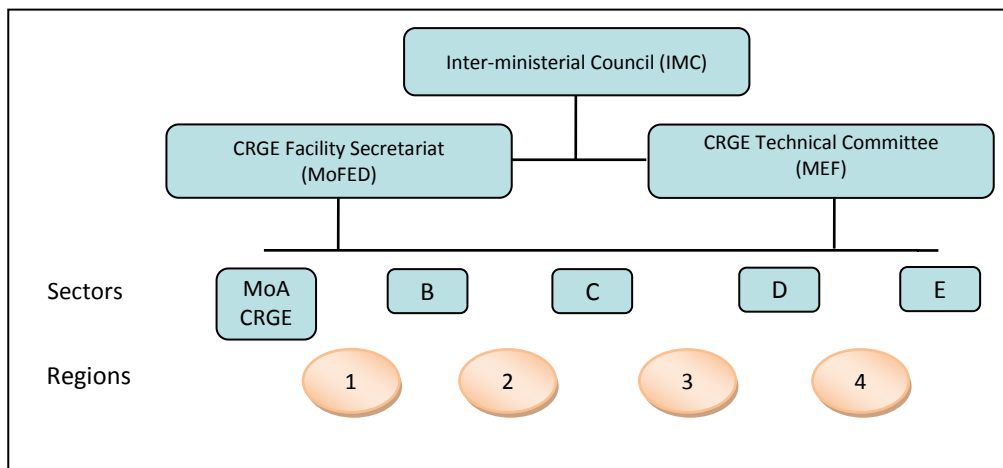 Inter-ministerial Council (IMC)
CRGE Facility Secretariat
(MoFED)
CRGE Technical Committee
(MEF)
Sectors
MoA
CRGE
B
C
D
E
Regions
1
2
3
4